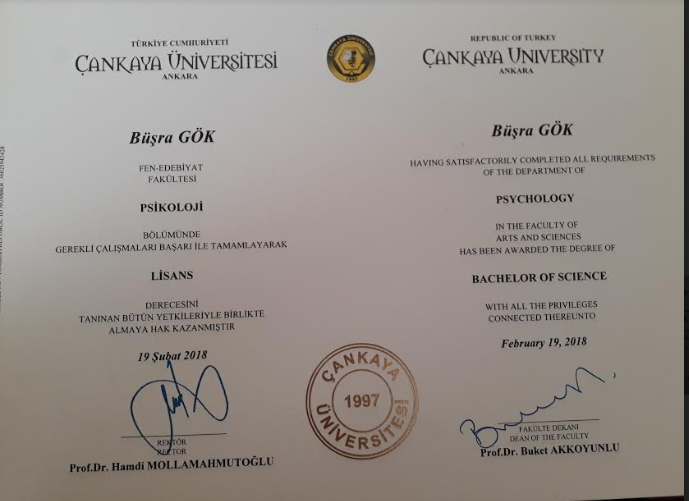 TÜRKİYE CUMHURİYETİ
ÇANKAYA ÜNİVERSİTESİ
ANKARA
Büşra GÖK
FEN-EDEBİYAT
FAKÜLTESİ
PSİKOLOJİ
BÖLÜMÜNDE
GEREKLİ ÇALIŞMALARI BAŞARI İLE TAMAMLAYARAK
LİSANS
DERECESİNİ
TANINAN BÜTÜN YETKİLERİYLE BİRLİKTE
ALMAYA HAK KAZANMIŞTIR
19 Şubat 2018
REKTÖR
RECTOR
Prof.Dr. Hamdi MOLLAMAHMUTOĞLU
REPUBLIC OF TURKEY
ÇANKAYA UNIVERSITY
ANKARA
Büşra GÖK
HAVING SATISFACTORILY COMPLETED ALL REQUIREMENTS
OF THE DEPARTMENT OF
PSYCHOLOGY
IN THE FACULTY OF
ARTS AND SCIENCES
HAS BEEN AWARDED THE DEGREE OF
BACHELOR OF SCIENCE
WITH ALL THE PRIVILEGES
CONNECTED THEREUNTO
February 19, 2018
FAKÜLTE DEKANI
DEAN OF THE FACULTY
Prof.Dr. Buket AKKOYUNLU
ÇANKAYA
1997
ÜNİVERSİTESİ